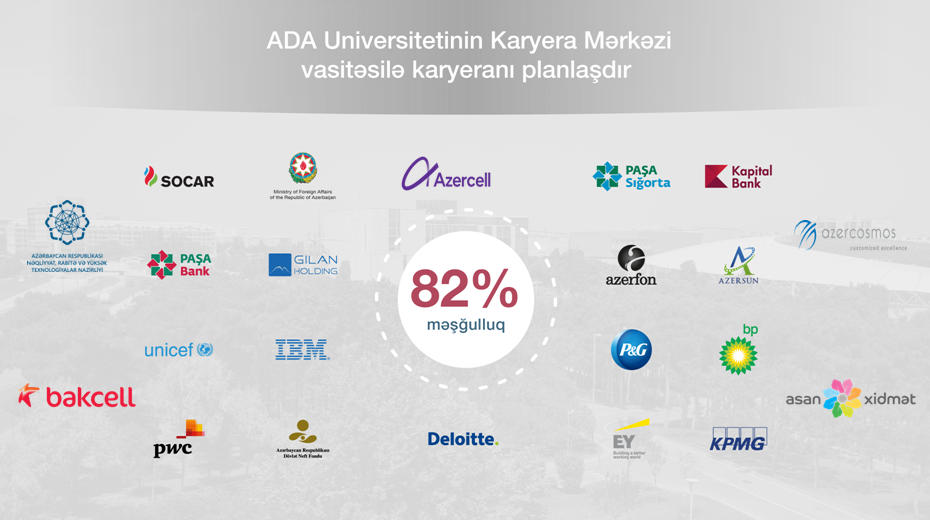 ADA Universitetinin Karyera Mərkəzi
vasitəsilə karyeranı planlaşdır
SOCAR
Ministry of Foreign Affairs
of the Republic of Azerbaijan
Azercell
PAŞA
Sığorta
Kapital
Bank
AZƏRBAYCAN RESPUBLİKASI
NƏQLİYYAT, RABİTƏ VƏ YÜKSƏK
TEXNOLOGİYALAR NAZİRLİYİ
PAŞA
Bank
GILAN
HOLDING
82%
məşğulluq
azerfon
AZERSUN
azercosmos
customized excellence
unicef
IBM
P&G
bp
bakcell
asan xidmət
pwc
Azərbaycan Respublikası
Dövlət Neft Fondu
Deloitte.
EY
Building a better
working world
KPMG